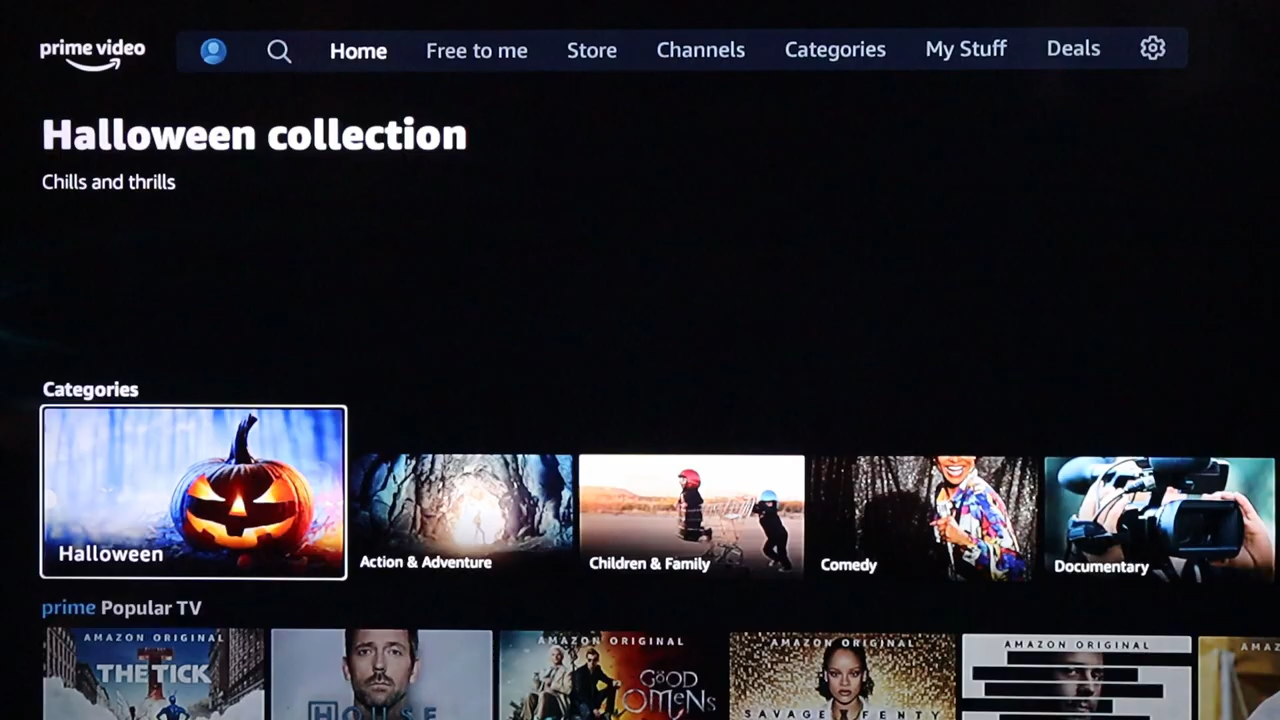 prime video
Home
Free to me
Store
Channels
Categories
My Stuff
Deals
Halloween collection
Chills and thrills
Categories
Halloween
Action & Adventure
Children & Family
Comedy
Documentary
prime Popular TV
AMAZON ORIGINAL
THE TICK
HOUSE
AMAZON ORIGINAL
GOOD
OMENS
AMAZON ORIGINAL
SAVAGE X FENTY
AMAZON ORIGINAL
AMAZ